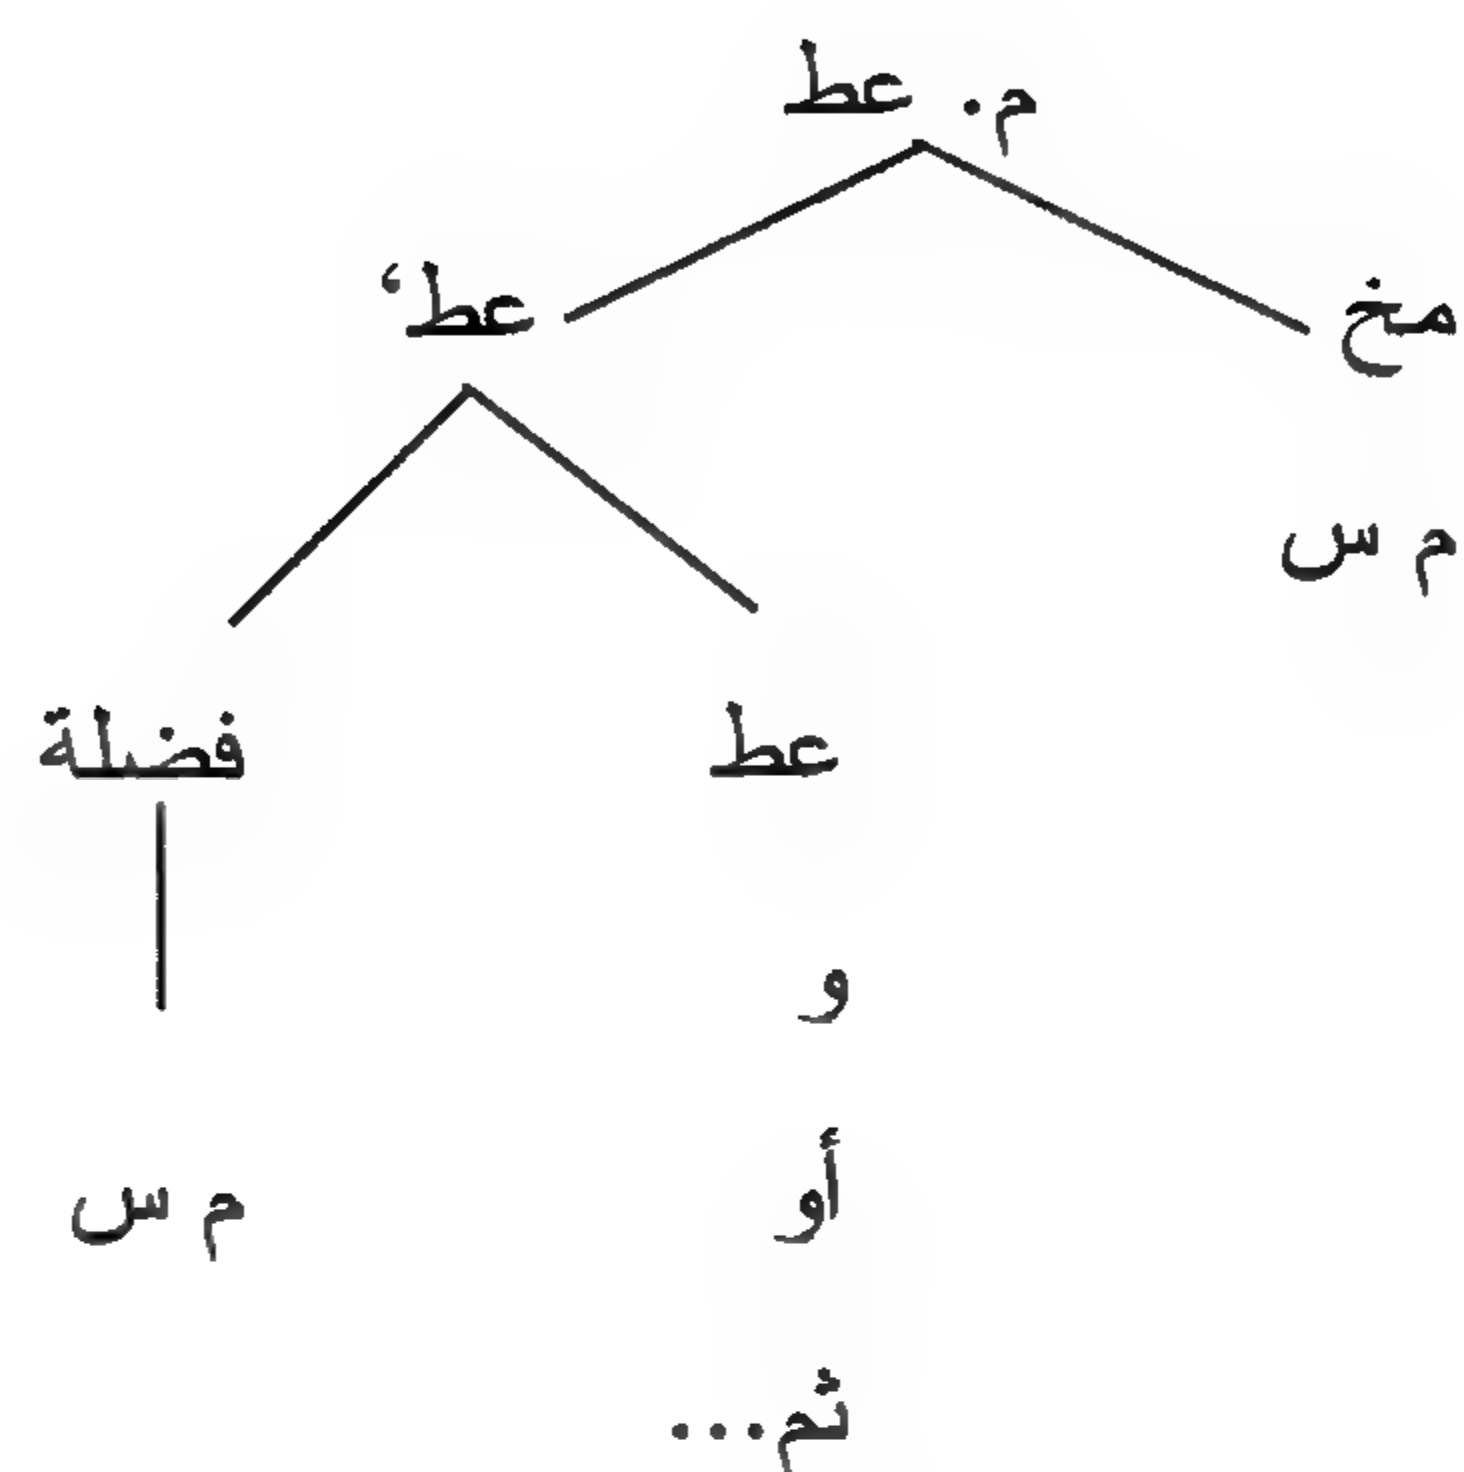 م. عط
مخ عط‘
م س
عط فضلة
و
أو م س
ثم...